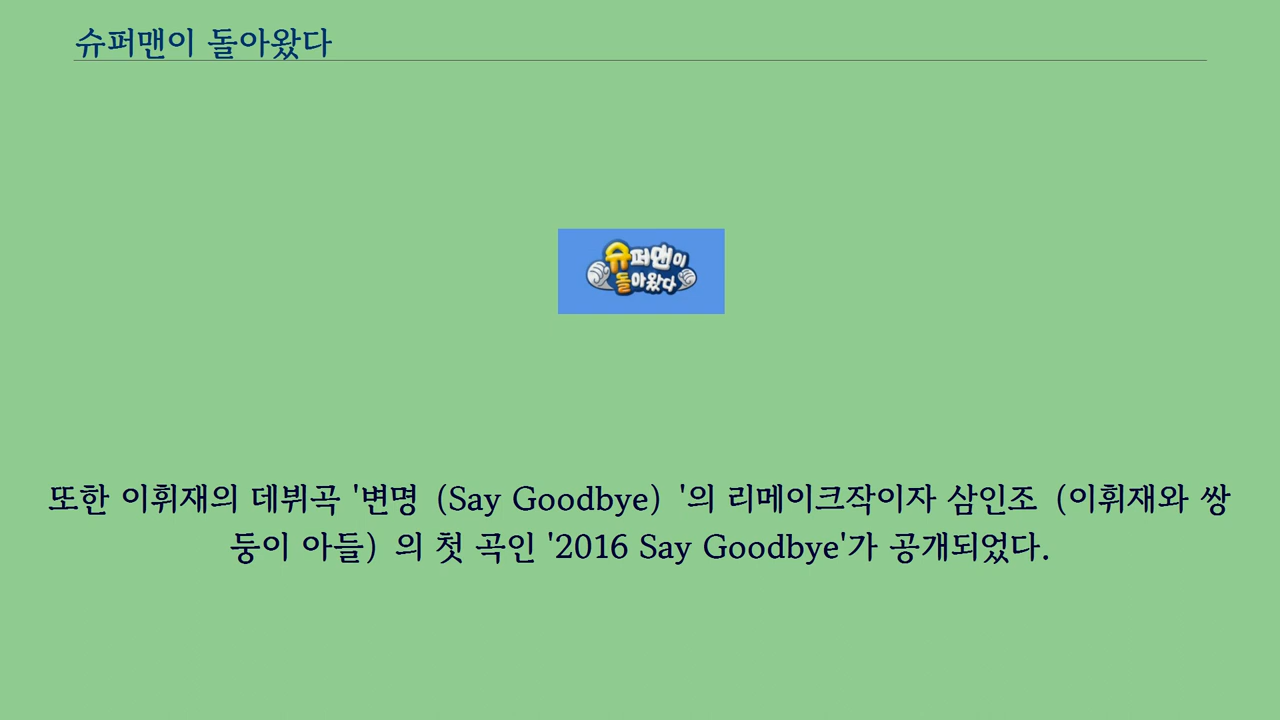 슈퍼맨이 돌아왔다
슈퍼맨이
돌아왔다
또한 이휘재의 데뷔곡 '변명 (Say Goodbye) '의 리메이크작이자 삼인조 (이휘재와 쌍
둥이 아들) 의 첫 곡인 '2016 Say Goodbye'가 공개되었다.